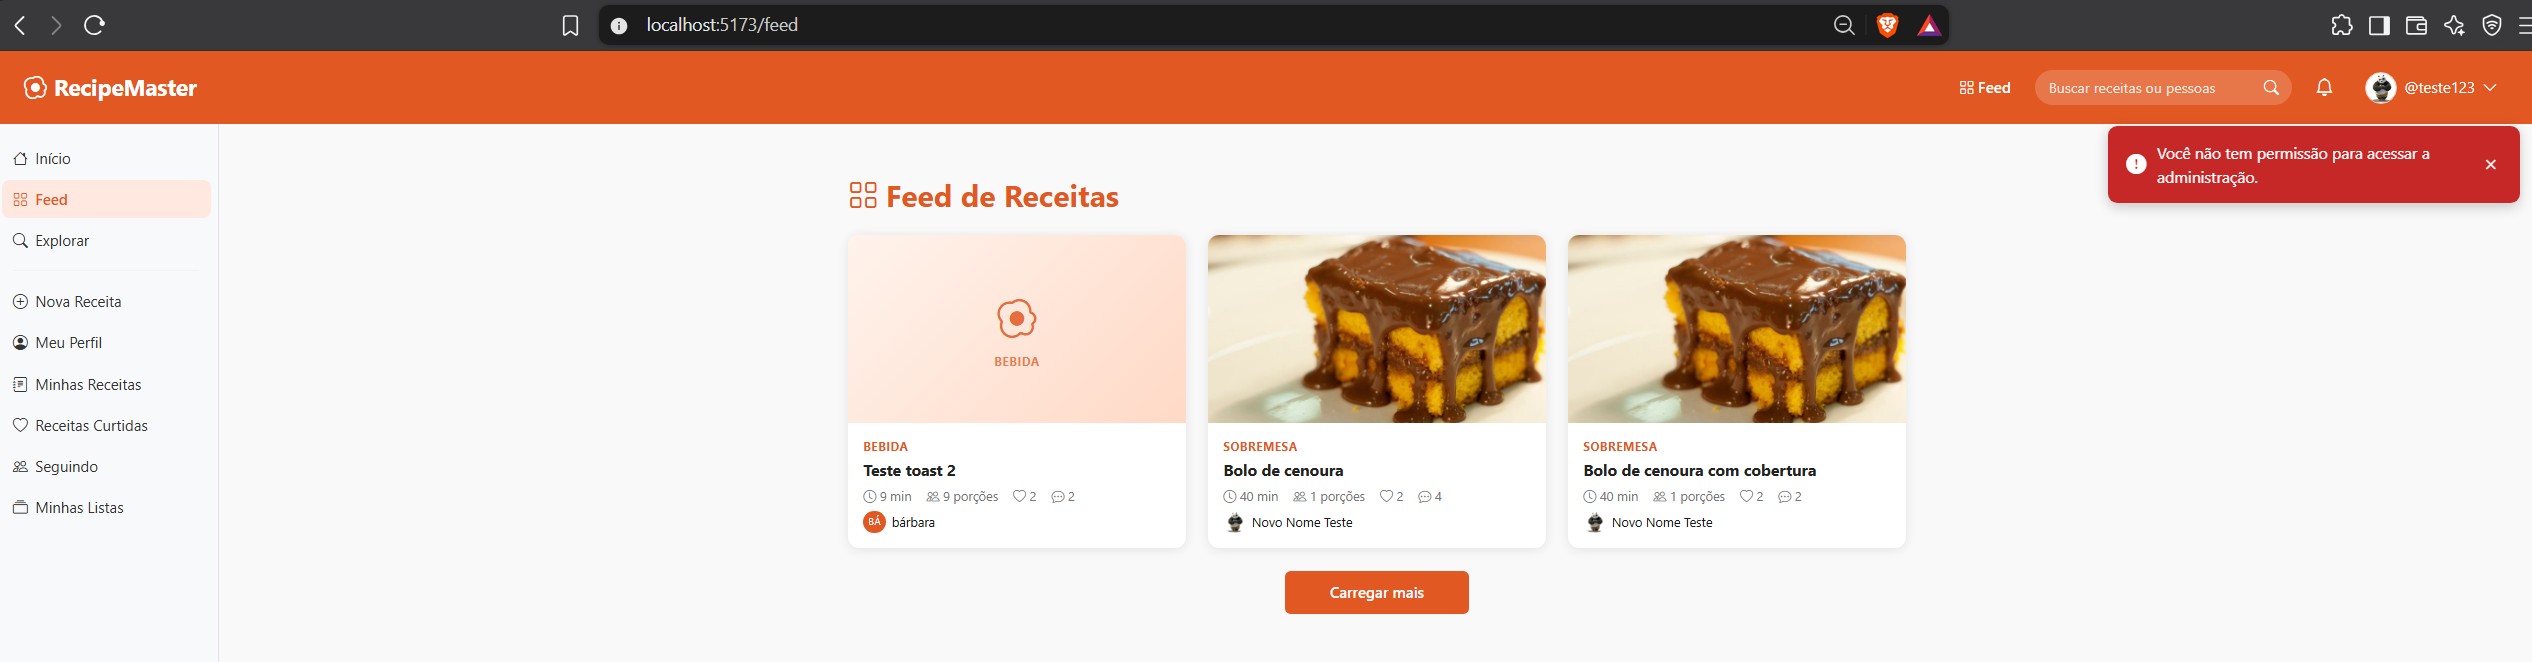 localhost:5173/feed
RecipeMaster
Feed
Buscar receitas ou pessoas
@teste123
Você não tem permissão para acessar a
administração.
Início
Feed
Explorar
Nova Receita
Meu Perfil
Minhas Receitas
Receitas Curtidas
Seguindo
Minhas Listas
Feed de Receitas
BEBIDA
BEBIDA
Teste toast 2
9 min 9 porções 2 2
BÁ bárbara
SOBREMESA
Bolo de cenoura
40 min 1 porções 2 4
Novo Nome Teste
SOBREMESA
Bolo de cenoura com cobertura
40 min 1 porções 2 2
Novo Nome Teste
Carregar mais